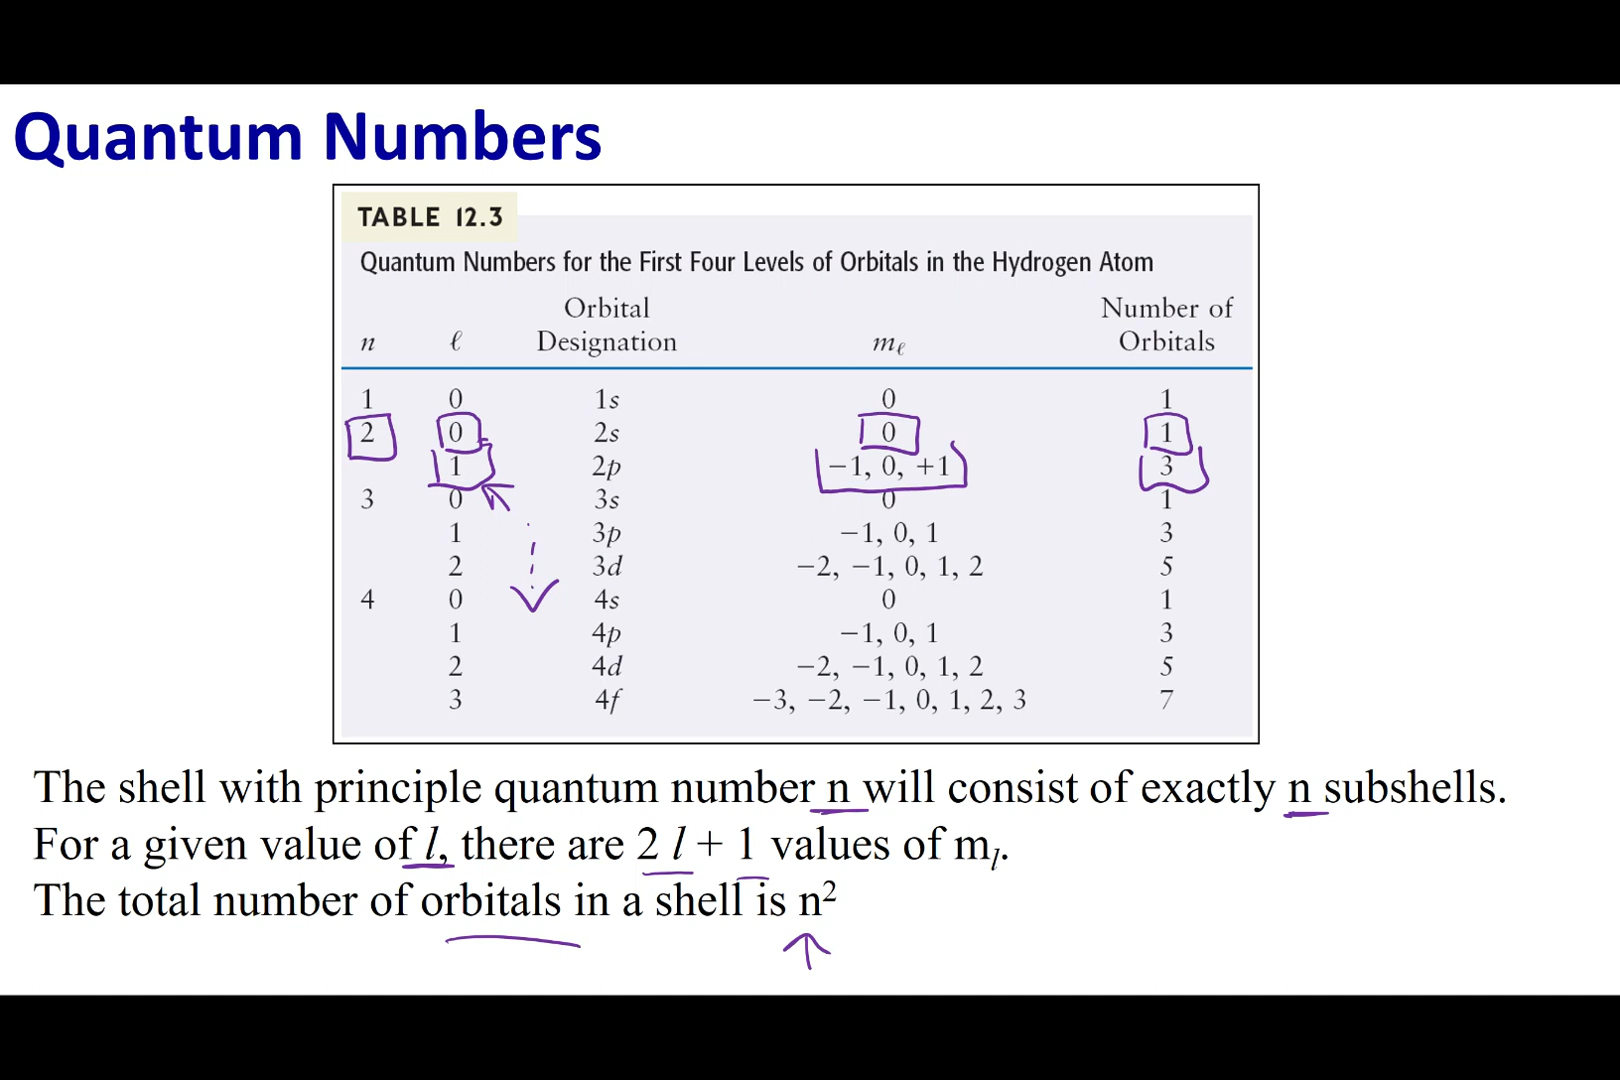 Quantum Numbers
TABLE 12.3
Quantum Numbers for the First Four Levels of Orbitals in the Hydrogen Atom
n ℓ Orbital Designation mℓ Number of Orbitals
1 0 1s 0 1
2 0 2s 0 1
1 2p −1, 0, +1 3
3 0 3s 0 1
1 3p −1, 0, 1 3
2 3d −2, −1, 0, 1, 2 5
4 0 4s 0 1
1 4p −1, 0, 1 3
2 4d −2, −1, 0, 1, 2 5
3 4f −3, −2, −1, 0, 1, 2, 3 7
The shell with principle quantum number n will consist of exactly n subshells.
For a given value of l, there are 2 l + 1 values of ml.
The total number of orbitals in a shell is n²